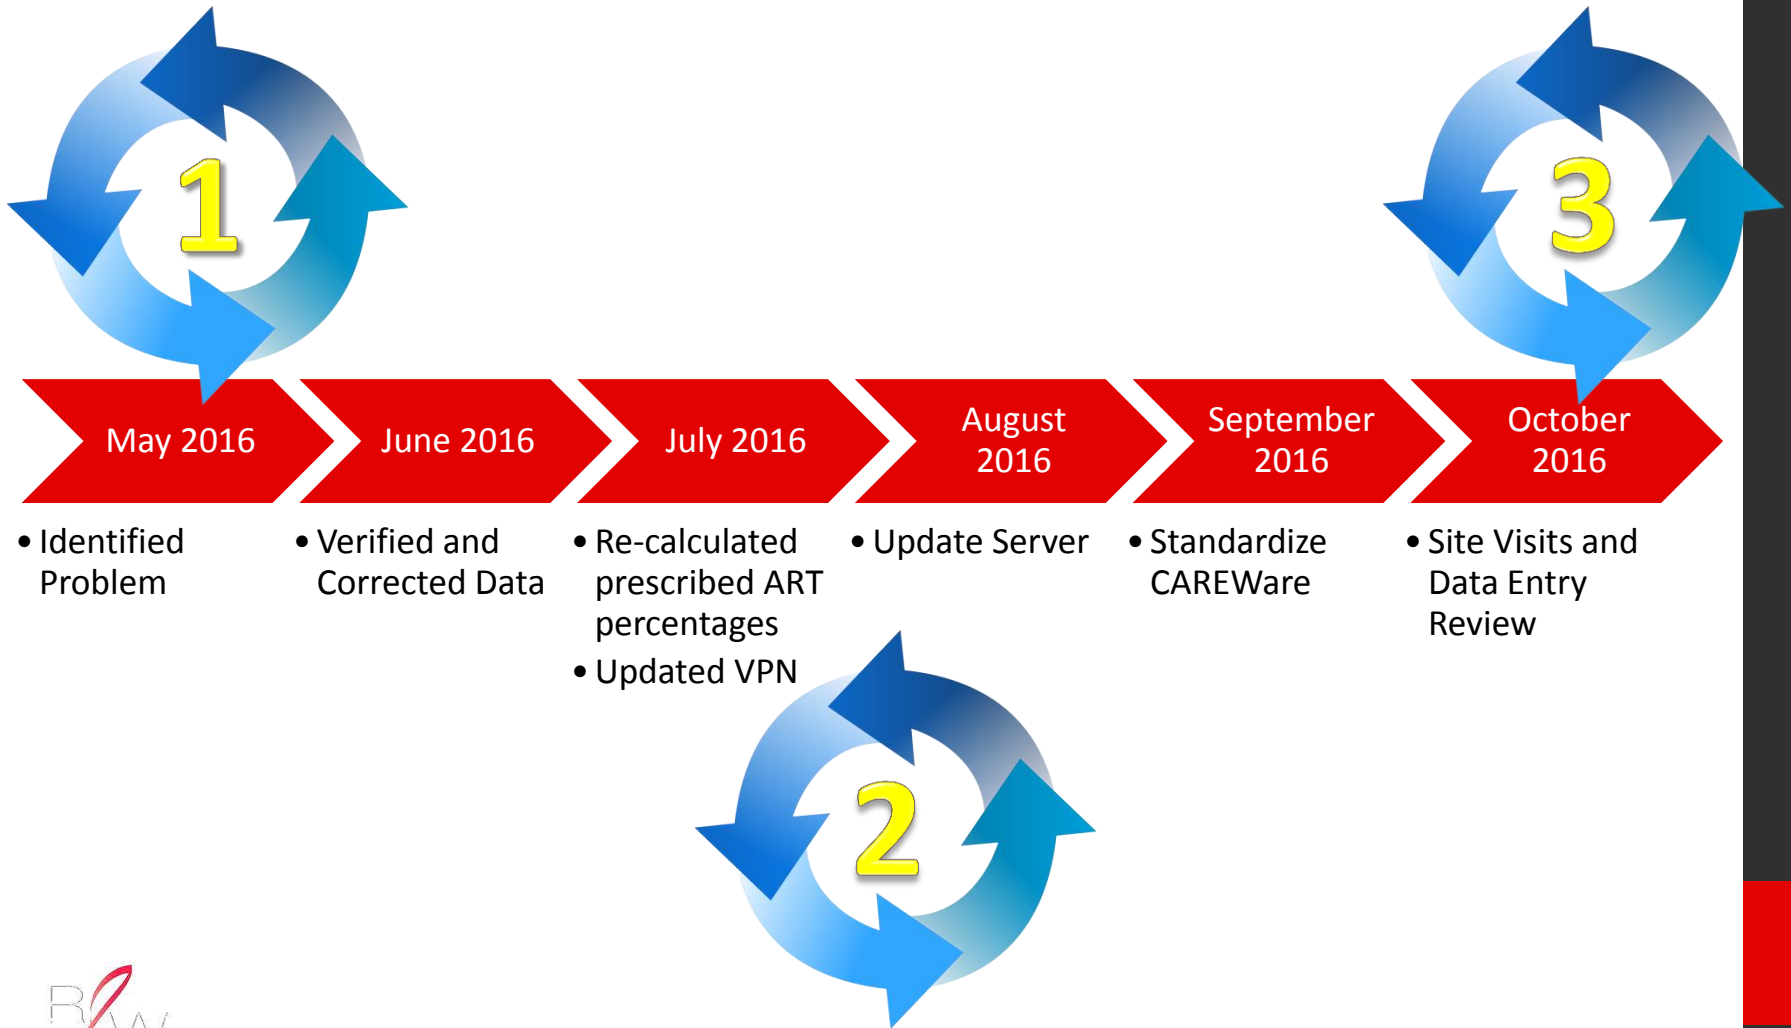 1
3
May 2016
June 2016
July 2016
August
2016
September
2016
October
2016
• Identified
Problem
• Verified and
Corrected Data
• Re-calculated
prescribed ART
percentages
• Updated VPN
• Update Server
• Standardize
CAREWare
• Site Visits and
Data Entry
Review
2
R W